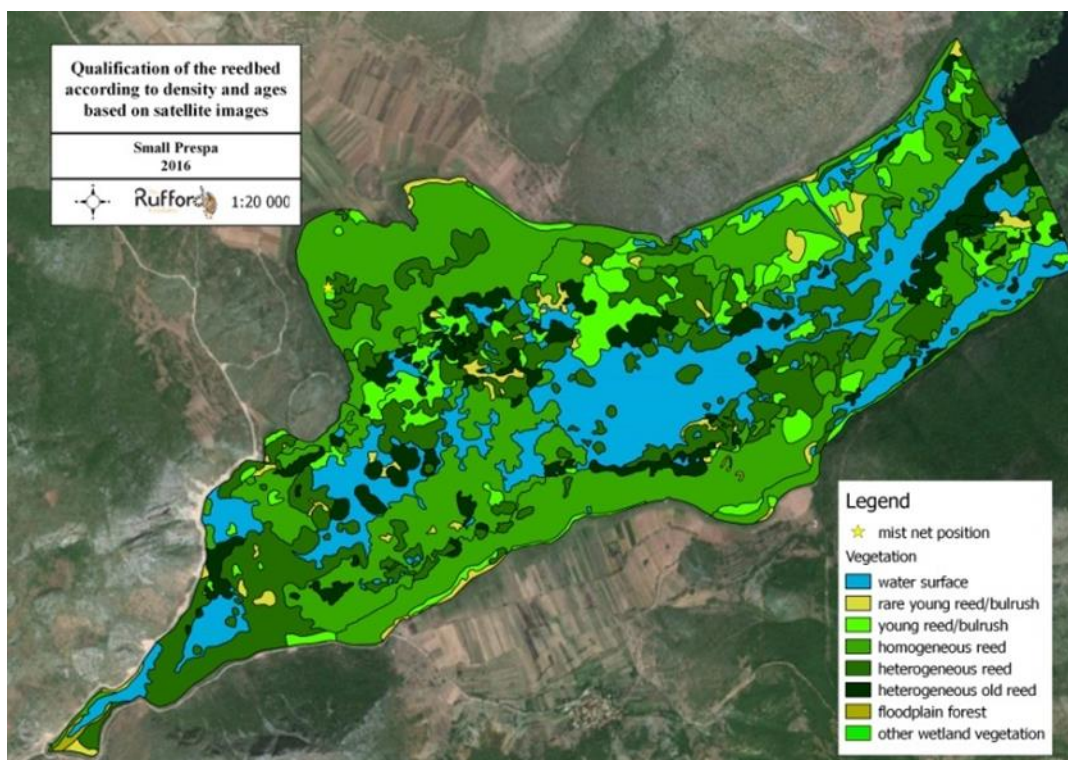 Qualification of the reedbed
according to density and ages
based on satellite images
Small Prespa
2016
Rufford
1:20 000
Legend
mist net position
Vegetation
water surface
rare young reed/bulrush
young reed/bulrush
homogeneous reed
heterogeneous reed
heterogeneous old reed
floodplain forest
other wetland vegetation